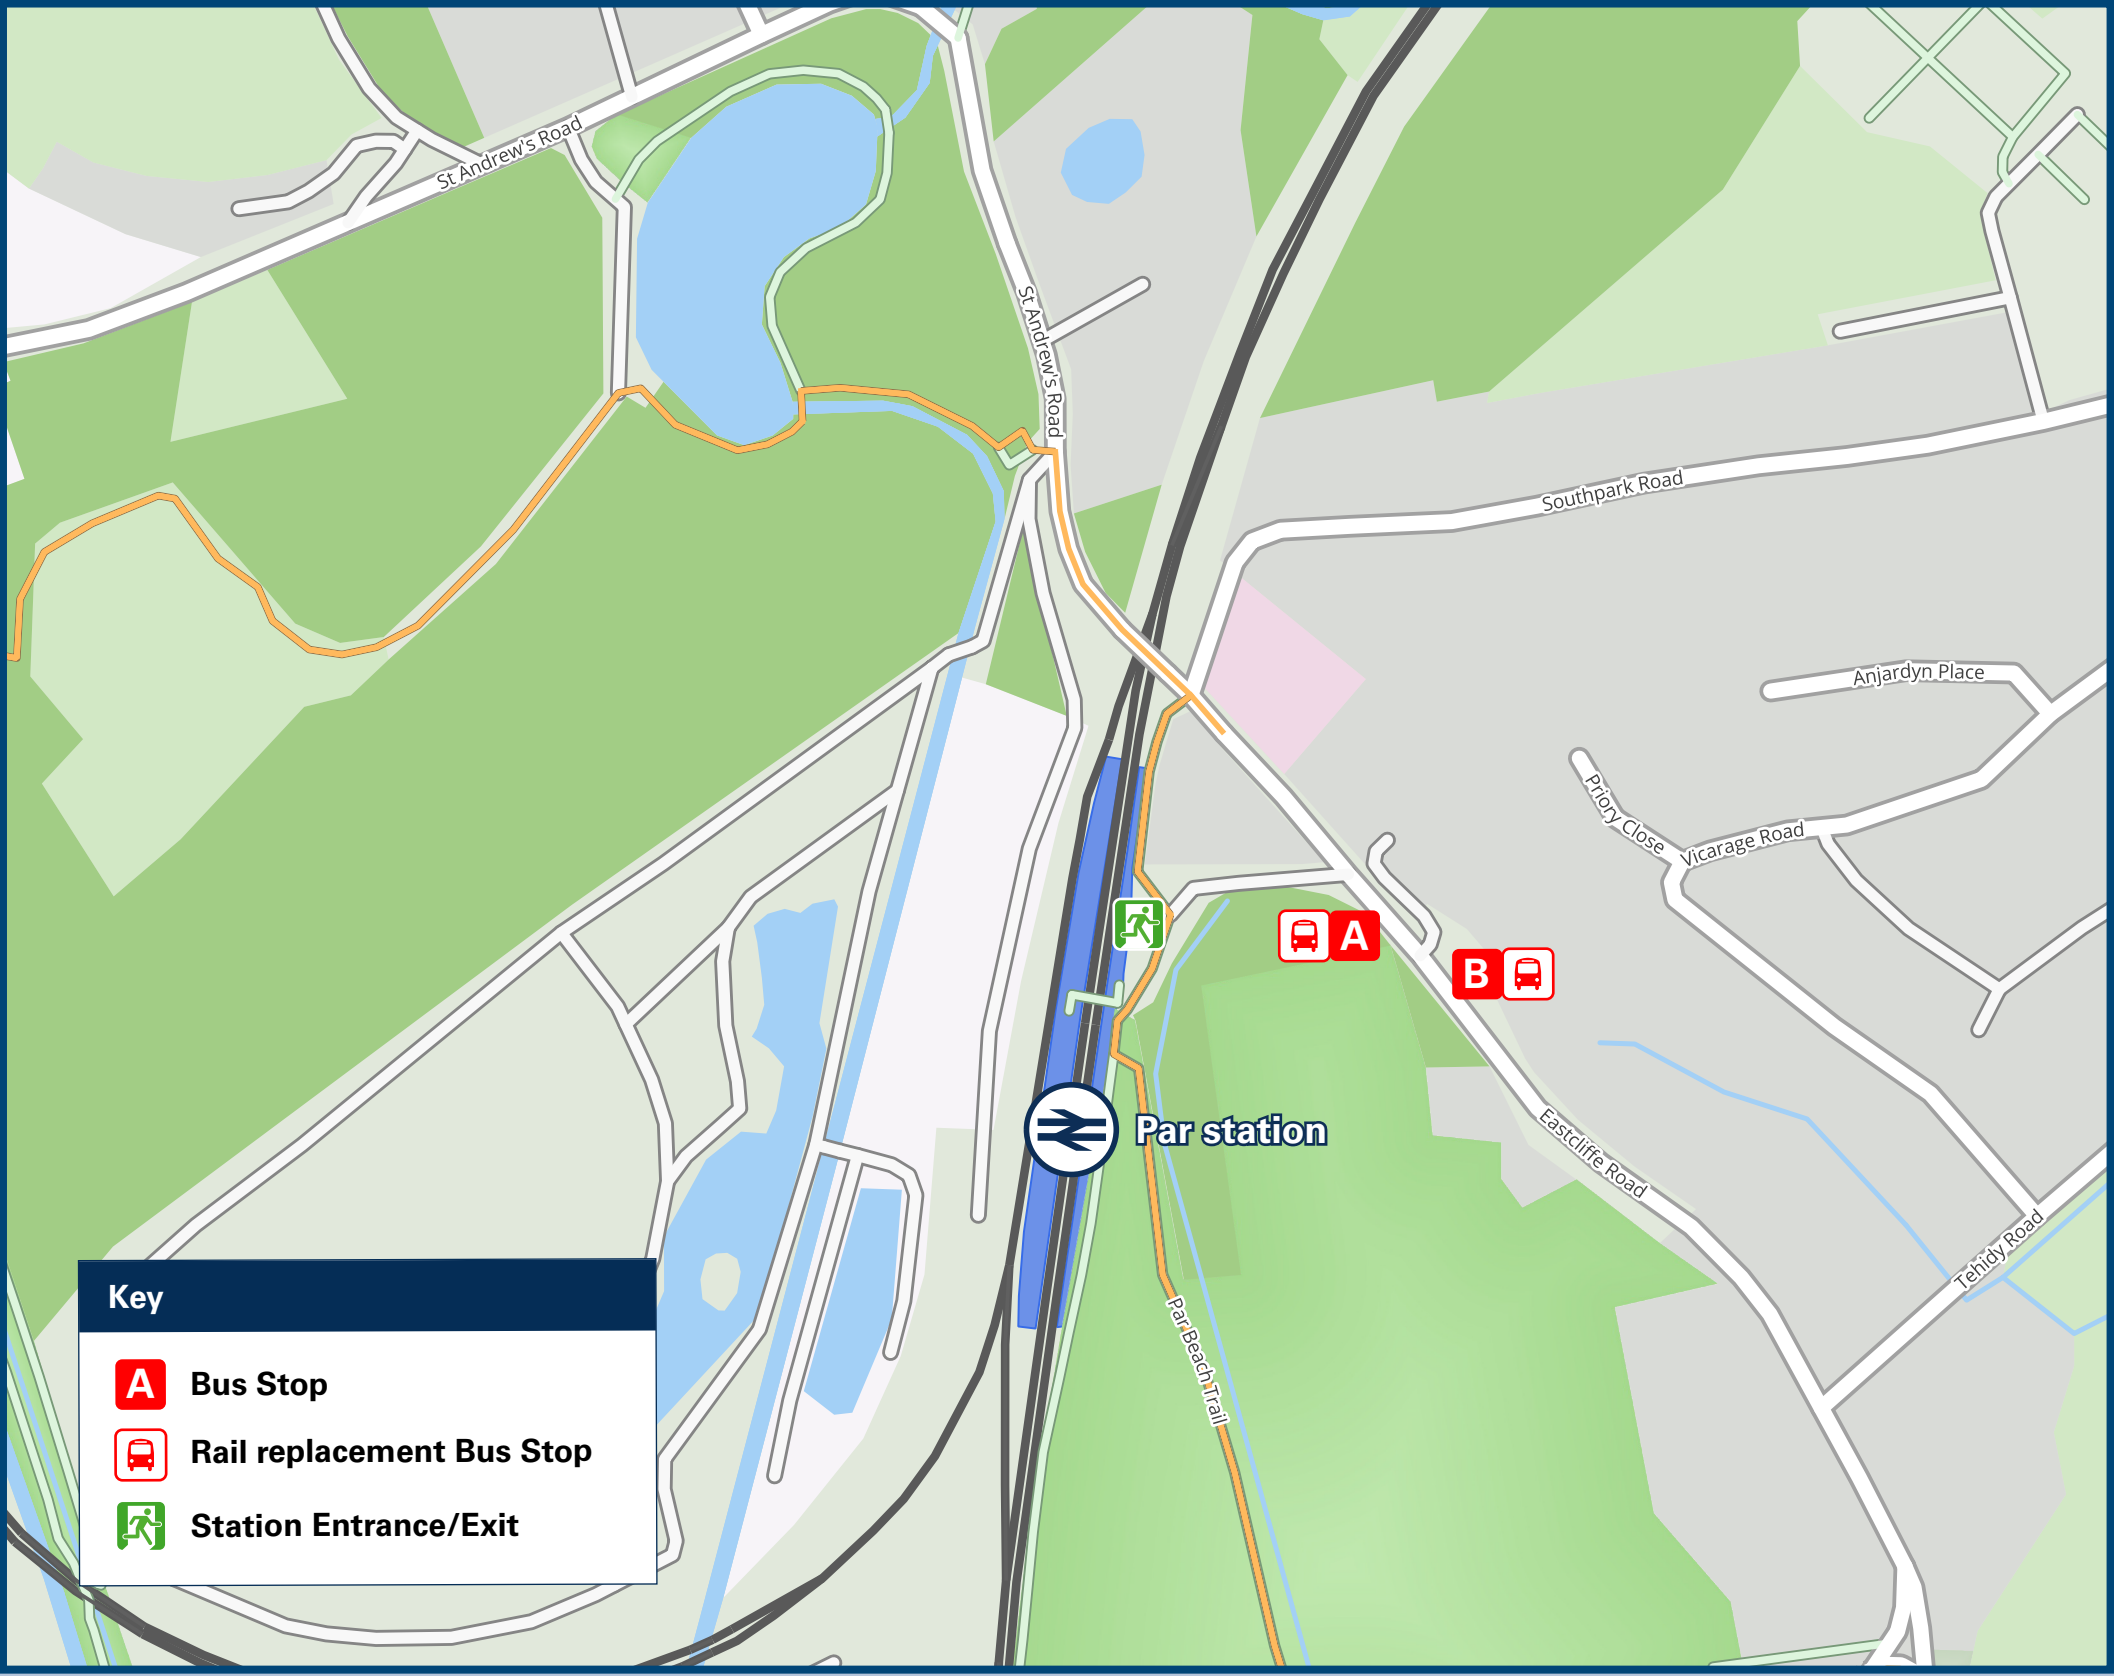 St Andrew's Road
St Andrew's Road
Southpark Road
Anjardyn Place
Priory Close
Vicarage Road
A
B
Par station
Eastcliffe Road
Tehidy Road
Par Beach Trail
Key
A Bus Stop
Rail replacement Bus Stop
Station Entrance/Exit